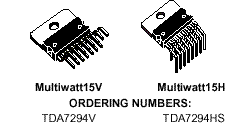 Multiwatt15V Multiwatt15H
ORDERING NUMBERS:
TDA7294V TDA7294HS